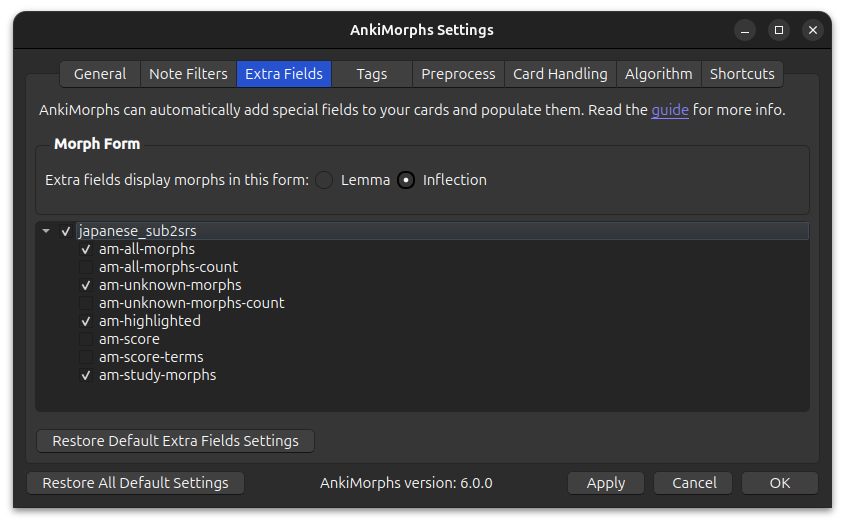 AnkiMorphs Settings
General Note Filters Extra Fields Tags Preprocess Card Handling Algorithm Shortcuts
AnkiMorphs can automatically add special fields to your cards and populate them. Read the guide for more info.
Morph Form
Extra fields display morphs in this form: Lemma Inflection
japanese_sub2srs
am-all-morphs
am-all-morphs-count
am-unknown-morphs
am-unknown-morphs-count
am-highlighted
am-score
am-score-terms
am-study-morphs
Restore Default Extra Fields Settings
Restore All Default Settings AnkiMorphs version: 6.0.0 Apply Cancel OK